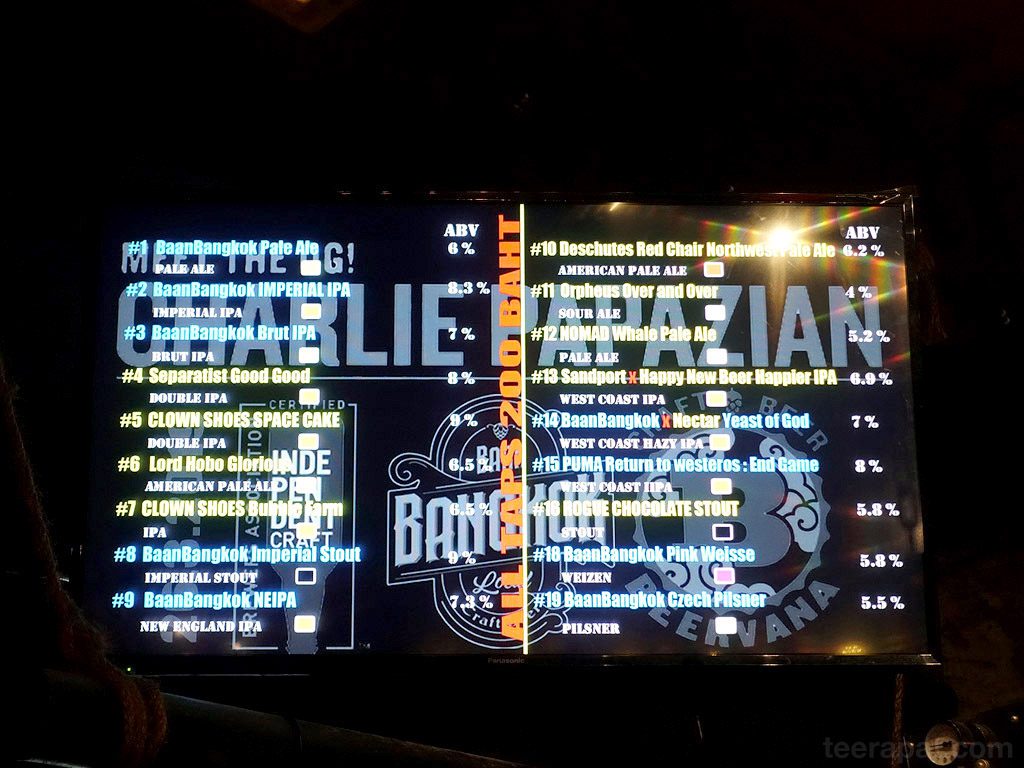 ABV
#1 BaanBangkok Pale Ale 6 %
PALE ALE
#2 BaanBangkok IMPERIAL IPA 8.3 %
IMPERIAL IPA
#3 BaanBangkok Brut IPA 7 %
BRUT IPA
#4 Separatist Good Good 8 %
DOUBLE IPA
#5 CLOWN SHOES SPACE CAKE 9 %
DOUBLE IPA
#6 Lord Hobo Glorious 6.5 %
AMERICAN PALE ALE
#7 CLOWN SHOES Bubble Farm 6.5 %
IPA
#8 BaanBangkok Imperial Stout 9 %
IMPERIAL STOUT
#9 BaanBangkok NEIPA 7.3 %
NEW ENGLAND IPA
ALL TAPS 200 BAHT
ABV
#10 Deschutes Red Chair Northwest Pale Ale 6.2 %
AMERICAN PALE ALE
#11 Orpheus Over and Over 4 %
SOUR ALE
#12 NOMAD Whale Pale Ale 5.2 %
PALE ALE
#13 Sandport x Happy New Beer Happier IPA 6.9 %
WEST COAST IPA
#14 BaanBangkok x Nectar Yeast of God 7 %
WEST COAST HAZY IPA
#15 PUMA Return to westeros : End Game 8 %
WEST COAST IIPA
#16 ROGUE CHOCOLATE STOUT 5.8 %
STOUT
#18 BaanBangkok Pink Weisse 5.8 %
WEIZEN
#19 BaanBangkok Czech Pilsner 5.5 %
PILSNER
MEET THE OG!
CHARLIE PAPAZIAN
CERTIFIED
INDE
PEN
DENT
CRAFT
BANGKOK
Local
CRAFT BEER
B
BEERVANA
Panasonic